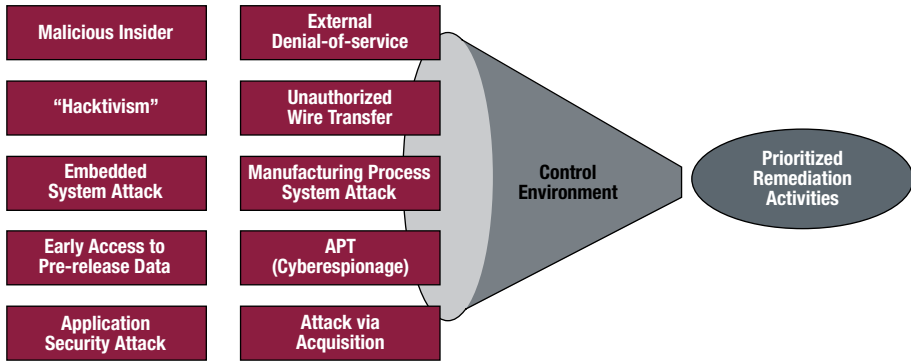 Malicious Insider
External
Denial-of-service
“Hacktivism”
Unauthorized
Wire Transfer
Embedded
System Attack
Manufacturing Process
System Attack
Early Access to
Pre-release Data
APT
(Cyberespionage)
Application
Security Attack
Attack via
Acquisition
Control
Environment
Prioritized
Remediation
Activities